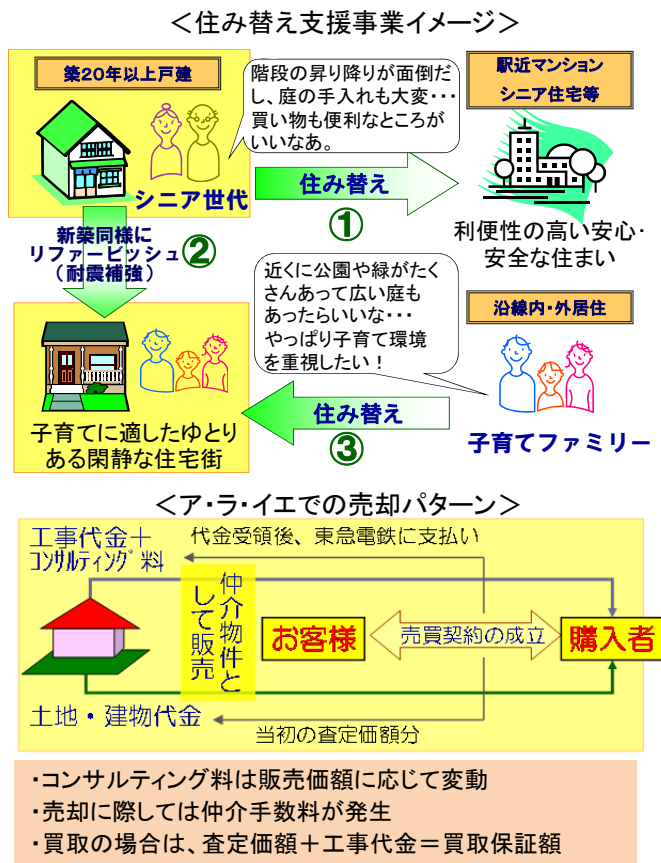 ＜住み替え支援事業イメージ＞
築20年以上戸建
階段の昇り降りが面倒だ
し、庭の手入れも大変・・・
買い物も便利なところが
いいなあ。
駅近マンション
シニア住宅等
シニア世代
住み替え
①
利便性の高い安心・
安全な住まい
新築同様に
リファービッシュ
（耐震補強）
②
近くに公園や緑がたく
さんあって広い庭も
あったらいいな・・・
やっぱり子育て環境
を重視したい！
沿線内・外居住
住み替え
③
子育てファミリー
子育てに適したゆとり
ある閑静な住宅街
＜ア・ラ・イエでの売却パターン＞
工事代金＋
コンサルティング料
代金受領後、東急電鉄に支払い
仲介物件と
して販売
お客様
売買契約の成立
購入者
土地・建物代金
当初の査定価額分
・コンサルティング料は販売価額に応じて変動
・売却に際しては仲介手数料が発生
・買取の場合は、査定価額＋工事代金＝買取保証額